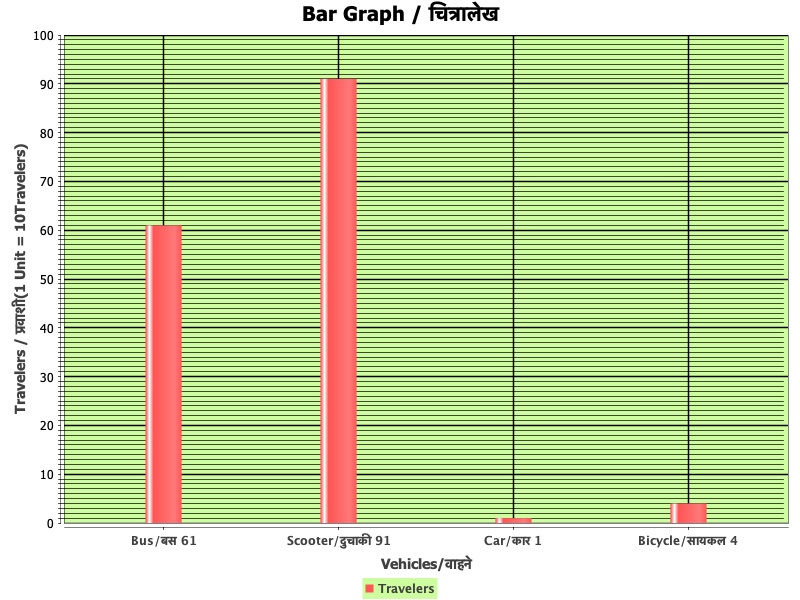 Bar Graph / चित्रालेख
Travelers / प्रवाशी(1 Unit = 10Travelers)
100
90
80
70
60
50
40
30
20
10
0
Bus/बस 61
Scooter/दुचाकी 91
Car/कार 1
Bicycle/सायकल 4
Vehicles/वाहने
Travelers